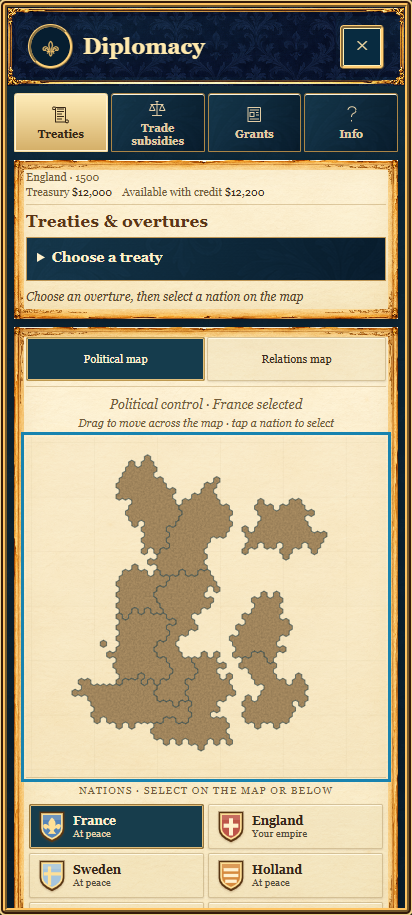 Diplomacy
×
Treaties
Trade
subsidies
Grants
?
Info
England · 1500
Treasury $12,000 Available with credit $12,200
Treaties & overtures
▶ Choose a treaty
Choose an overture, then select a nation on the map
Political map
Relations map
Political control · France selected
Drag to move across the map · tap a nation to select
NATIONS · SELECT ON THE MAP OR BELOW
France
At peace
England
Your empire
Sweden
At peace
Holland
At peace